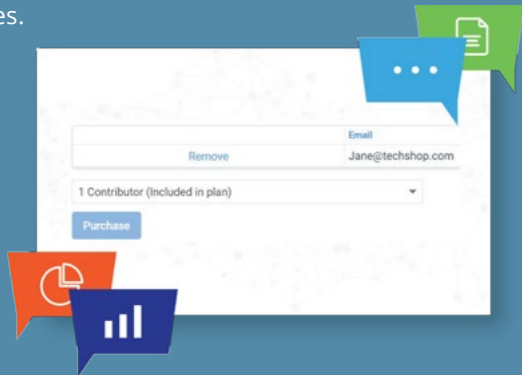 es.
Email
Remove Jane@techshop.com
1 Contributor (Included in plan)
Purchase